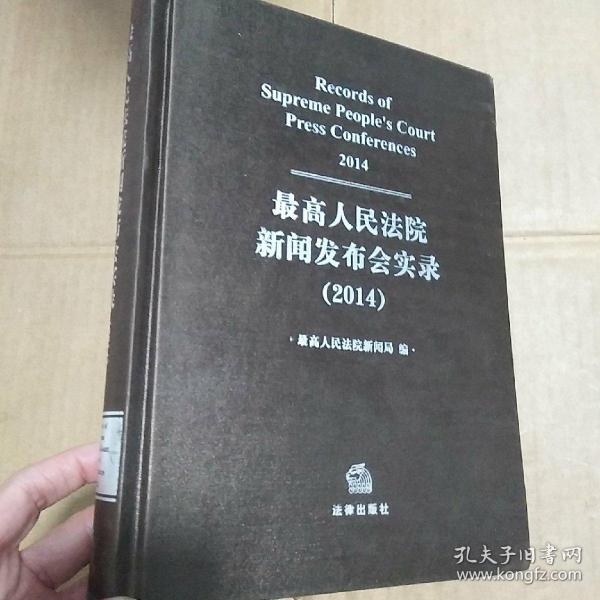 Records of
Supreme People's Court
Press Conferences
2014
最高人民法院
新闻发布会实录
(2014)
·最高人民法院新闻局 编·
法律出版社
孔夫子旧书网
www.kongfz.com